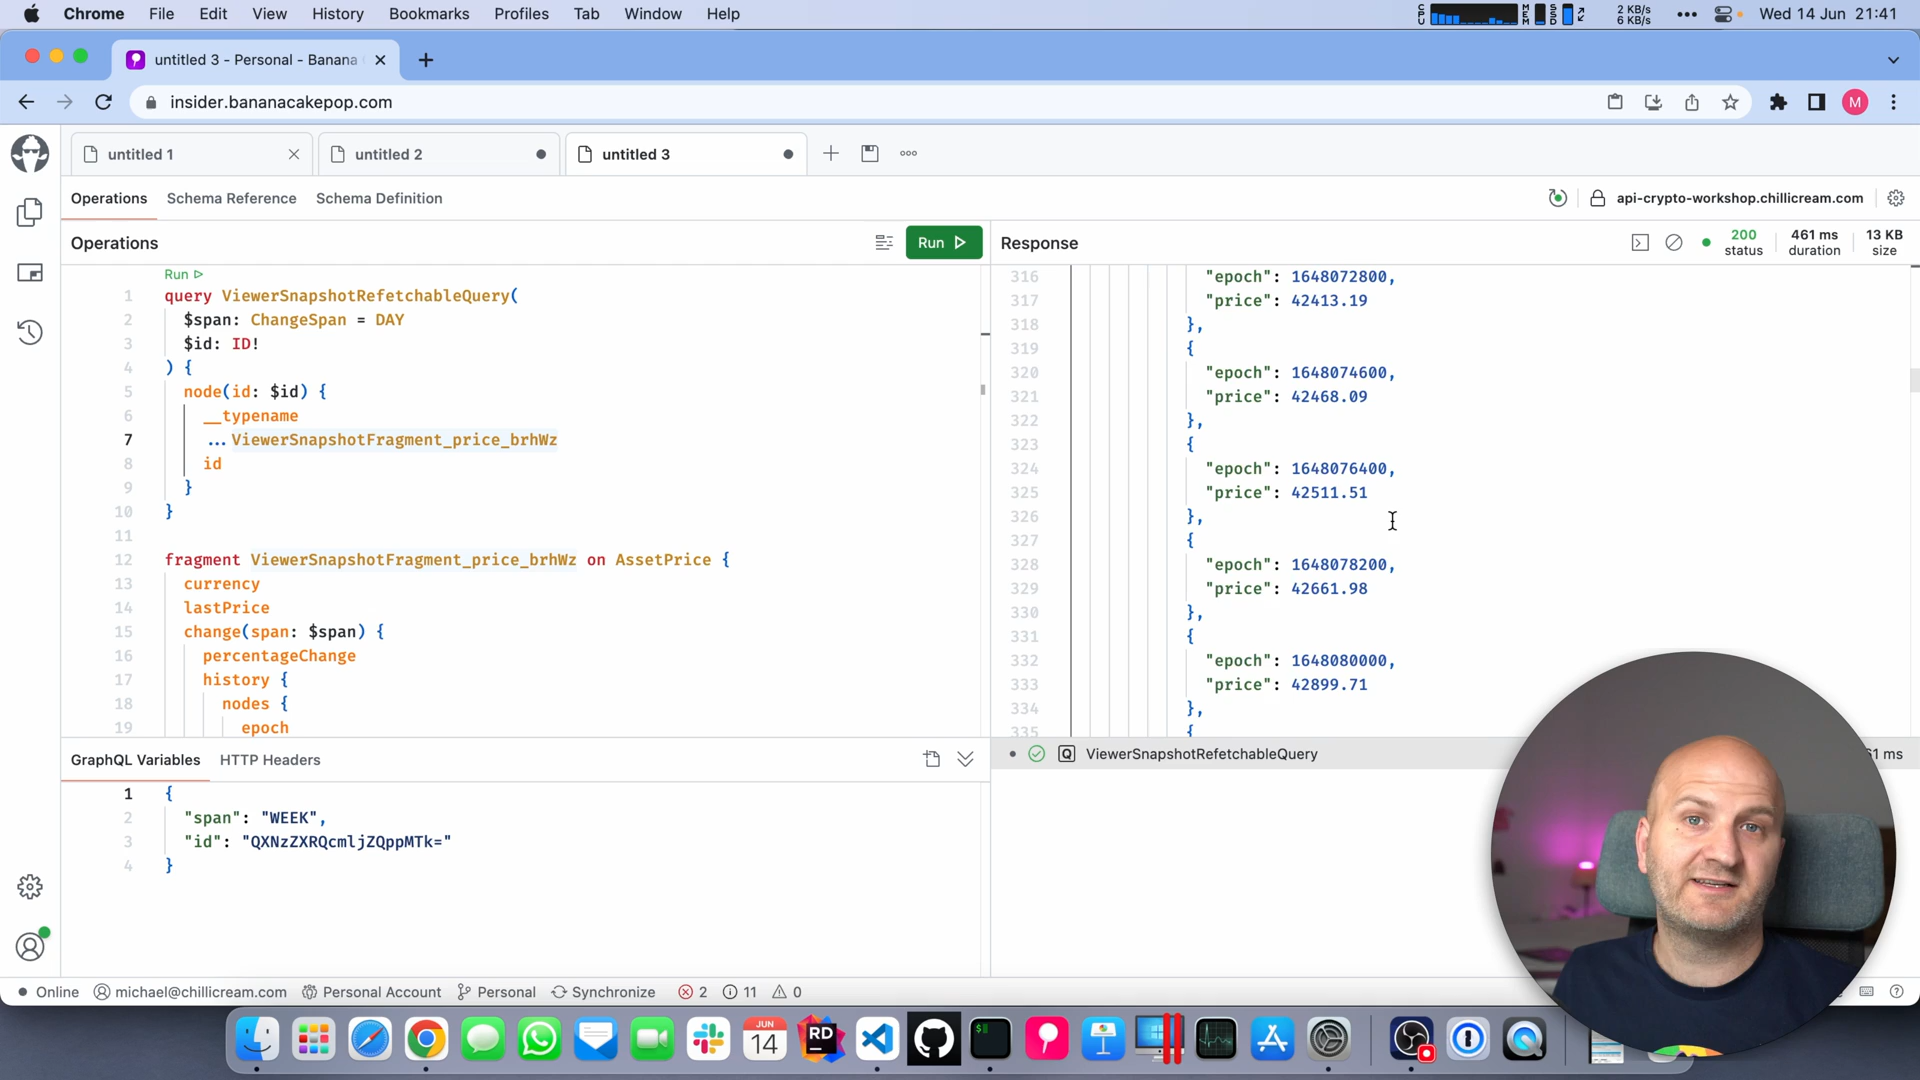 Chrome File Edit View History Bookmarks Profiles Tab Window Help
CPU MEM SSD 2 KB/s 6 KB/s Wed 14 Jun 21:41
untitled 3 - Personal - Banana
insider.bananacakepop.com
M
untitled 1
untitled 2
untitled 3
Operations Schema Reference Schema Definition
api-crypto-workshop.chillicream.com
Operations
Run
Response
200 status
461 ms duration
13 KB size
Run
1 query ViewerSnapshotRefetchableQuery(
2 $span: ChangeSpan = DAY
3 $id: ID!
4 ) {
5 node(id: $id) {
6 __typename
7 ...ViewerSnapshotFragment_price_brhWz
8 id
9 }
10 }
11
12 fragment ViewerSnapshotFragment_price_brhWz on AssetPrice {
13 currency
14 lastPrice
15 change(span: $span) {
16 percentageChange
17 history {
18 nodes {
19 epoch
316 "epoch": 1648072800,
317 "price": 42413.19
318 },
319 {
320 "epoch": 1648074600,
321 "price": 42468.09
322 },
323 {
324 "epoch": 1648076400,
325 "price": 42511.51
326 },
327 {
328 "epoch": 1648078200,
329 "price": 42661.98
330 },
331 {
332 "epoch": 1648080000,
333 "price": 42899.71
334 },
335 {
GraphQL Variables HTTP Headers
1 {
2 "span": "WEEK",
3 "id": "QXNzZXRQcmljZQppMTk="
4 }
Q ViewerSnapshotRefetchableQuery
1 ms
Online michael@chillicream.com Personal Account Personal Synchronize 2 11 0
JUN
14
RD
$
1